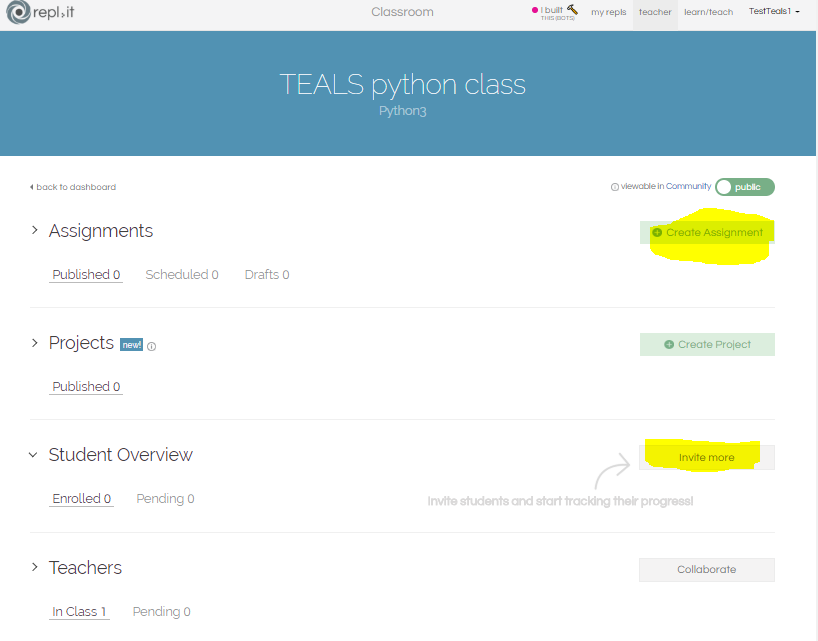 repl.it
Classroom
I built
THIS (BOTS)
my repls
teacher
learn/teach
TestTeals1
TEALS python class
Python3
back to dashboard
viewable in Community
public
Assignments
Create Assignment
Published 0
Scheduled 0
Drafts 0
Projects new!
Create Project
Published 0
Student Overview
Invite more
Enrolled 0
Pending 0
Invite students and start tracking their progress!
Teachers
Collaborate
In Class 1
Pending 0